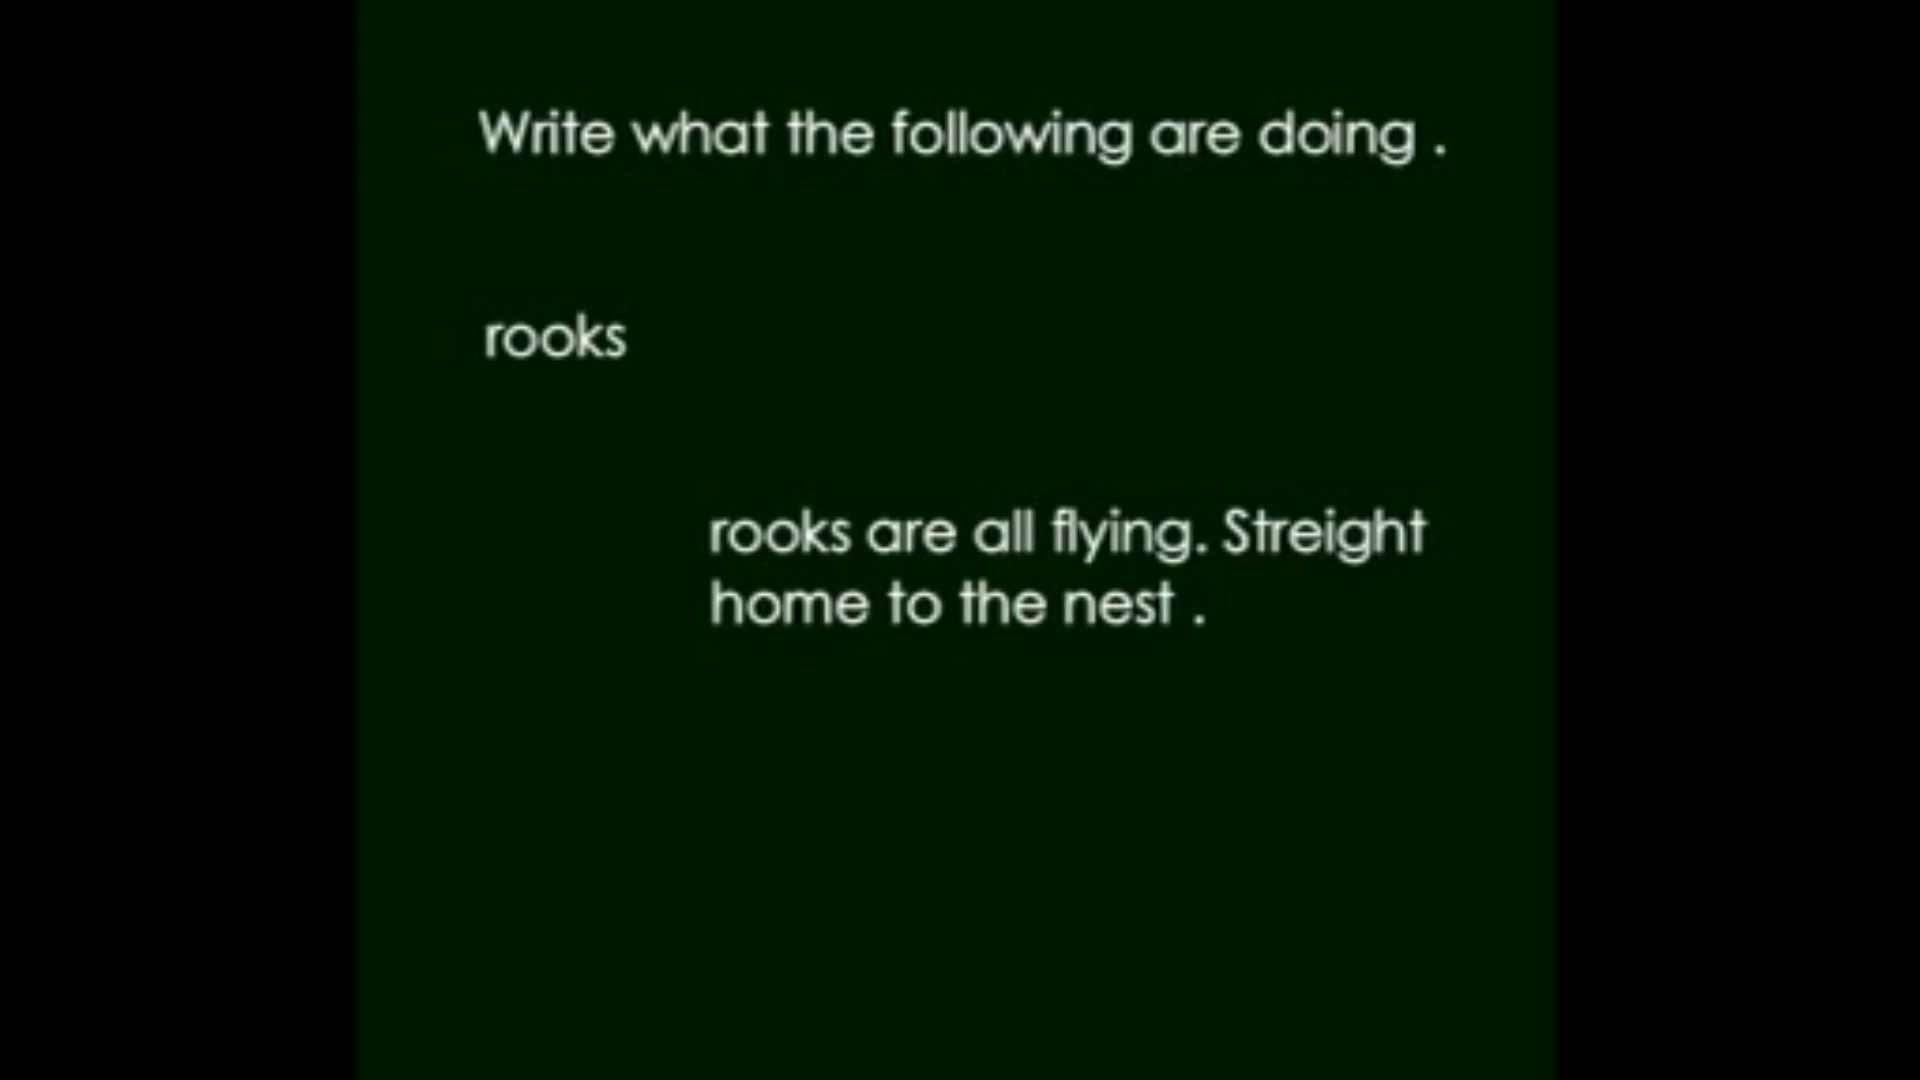 Write what the following are doing .
rooks
rooks are all flying. Streight
home to the nest .